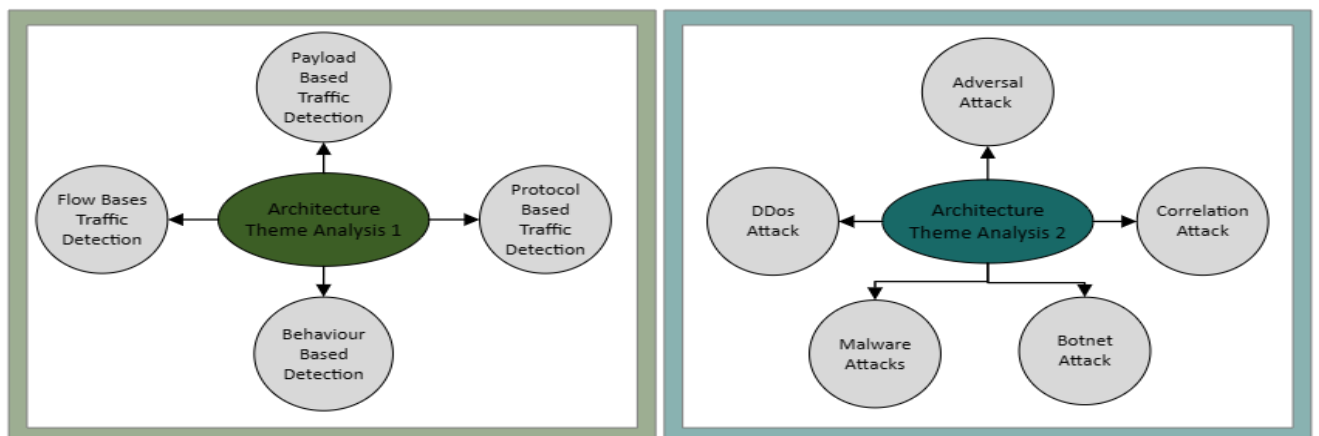 Payload
Based
Traffic
Detection
Flow Bases
Traffic
Detection
Architecture
Theme Analysis 1
Protocol
Based
Traffic
Detection
Behaviour
Based
Detection
Adversal
Attack
DDos
Attack
Architecture
Theme Analysis 2
Correlation
Attack
Malware
Attacks
Botnet
Attack